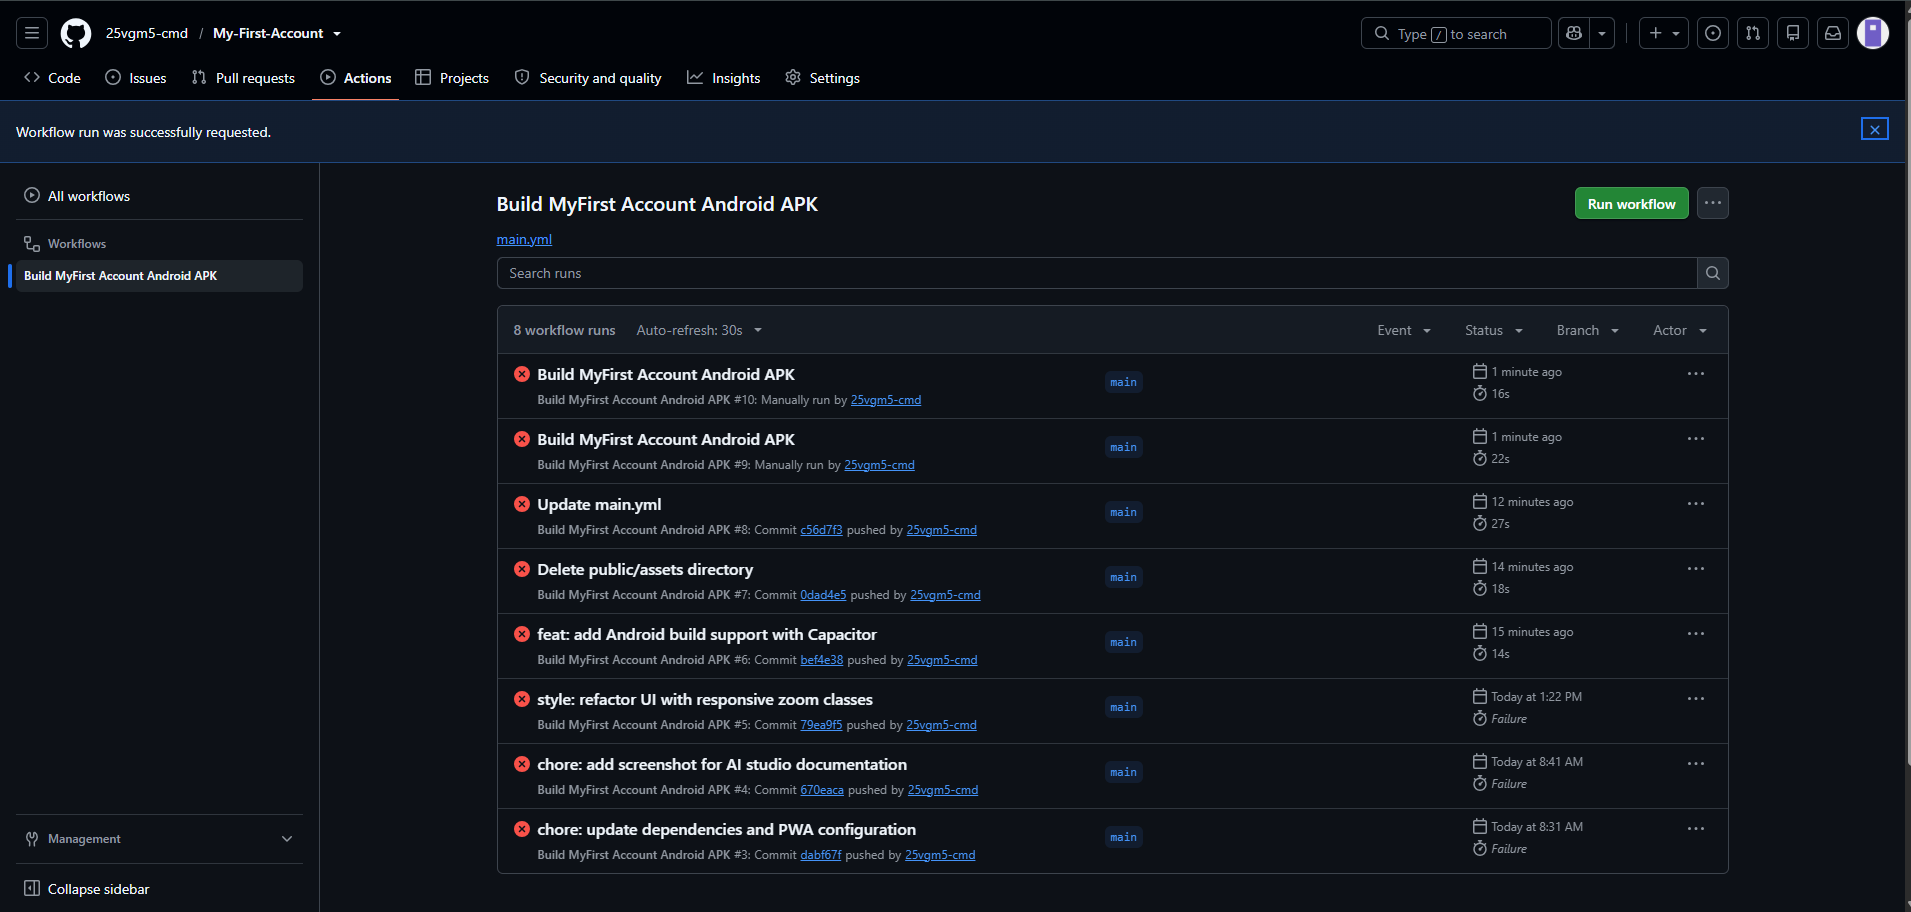 25vgm5-cmd / My-First-Account
Type / to search
Code
Issues
Pull requests
Actions
Projects
Security and quality
Insights
Settings
Workflow run was successfully requested.
All workflows
Workflows
Build MyFirst Account Android APK
Management
Collapse sidebar
Build MyFirst Account Android APK
Run workflow
main.yml
Search runs
8 workflow runs
Auto-refresh: 30s
Event
Status
Branch
Actor
Build MyFirst Account Android APK
main
1 minute ago
Build MyFirst Account Android APK #10: Manually run by 25vgm5-cmd
16s
Build MyFirst Account Android APK
main
1 minute ago
Build MyFirst Account Android APK #9: Manually run by 25vgm5-cmd
22s
Update main.yml
main
12 minutes ago
Build MyFirst Account Android APK #8: Commit c56d7f3 pushed by 25vgm5-cmd
27s
Delete public/assets directory
main
14 minutes ago
Build MyFirst Account Android APK #7: Commit 0dad4e5 pushed by 25vgm5-cmd
18s
feat: add Android build support with Capacitor
main
15 minutes ago
Build MyFirst Account Android APK #6: Commit bef4e38 pushed by 25vgm5-cmd
14s
style: refactor UI with responsive zoom classes
main
Today at 1:22 PM
Build MyFirst Account Android APK #5: Commit 79ea9f5 pushed by 25vgm5-cmd
Failure
chore: add screenshot for AI studio documentation
main
Today at 8:41 AM
Build MyFirst Account Android APK #4: Commit 670eaca pushed by 25vgm5-cmd
Failure
chore: update dependencies and PWA configuration
main
Today at 8:31 AM
Build MyFirst Account Android APK #3: Commit dabf67f pushed by 25vgm5-cmd
Failure